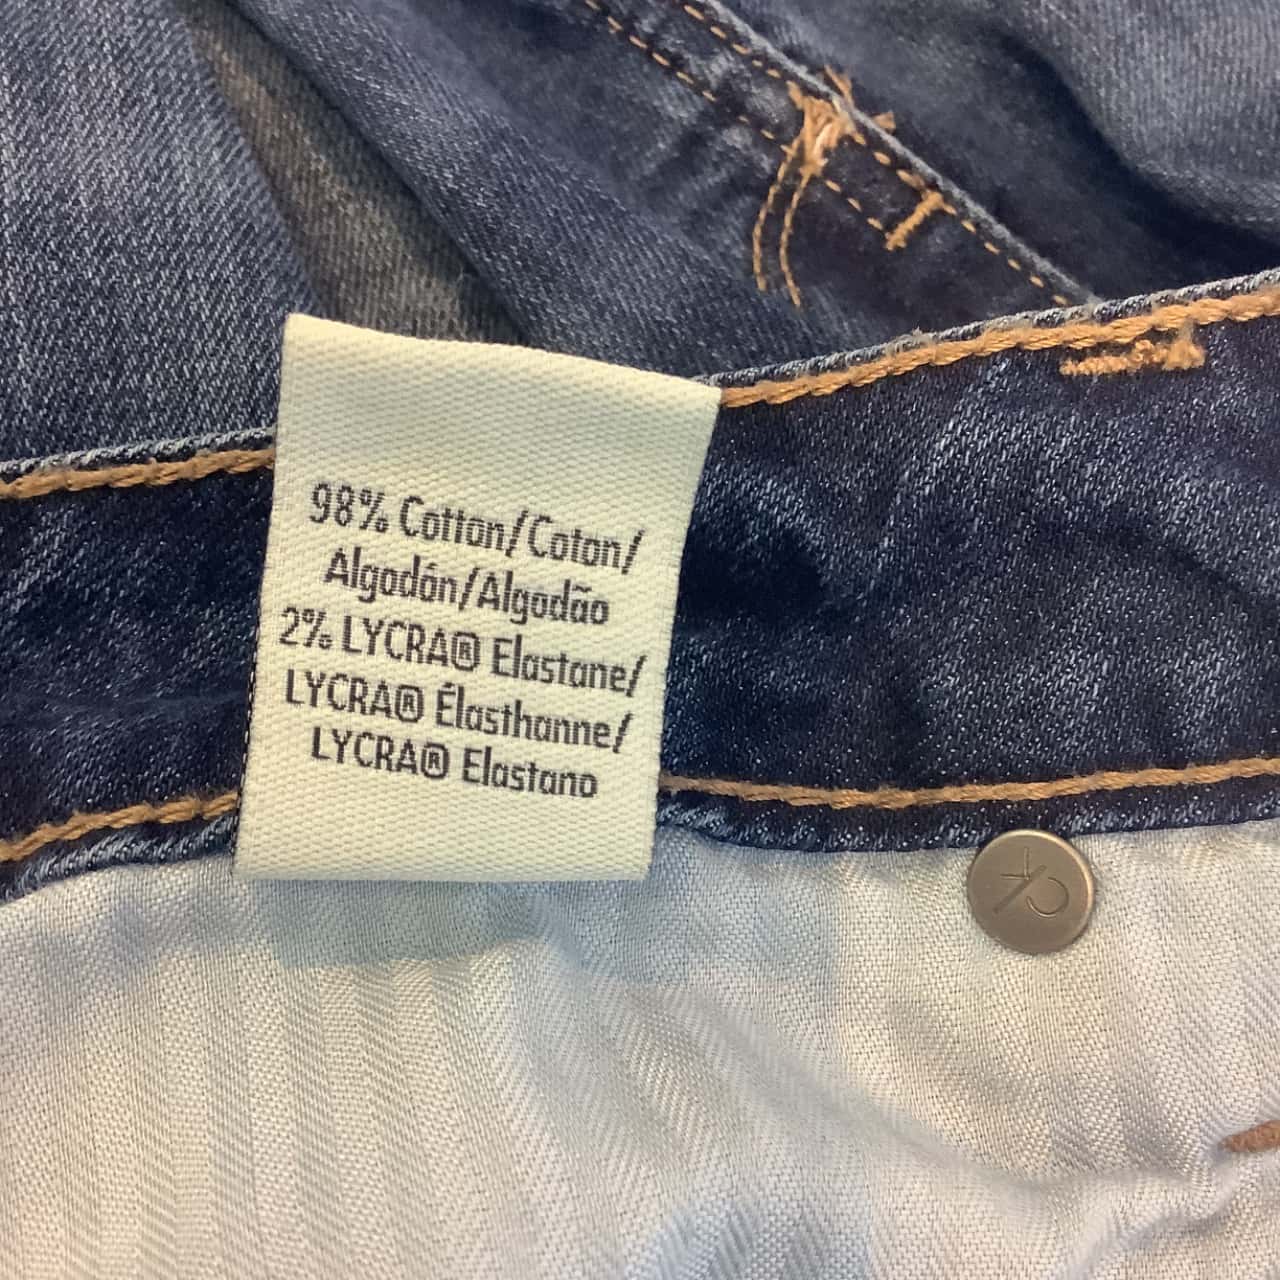 98% Cotton/Coton/
Algodón/Algodão
2% LYCRA® Elastane/
LYCRA® Élasthanne/
LYCRA® Elastano